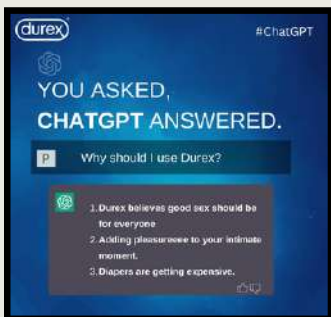 durex
#ChatGPT
YOU ASKED,
CHATGPT ANSWERED.
P Why should I use Durex?
1. Durex believes good sex should be
for everyone
2. Adding pleasureeee to your intimate
moment.
3. Diapers are getting expensive.